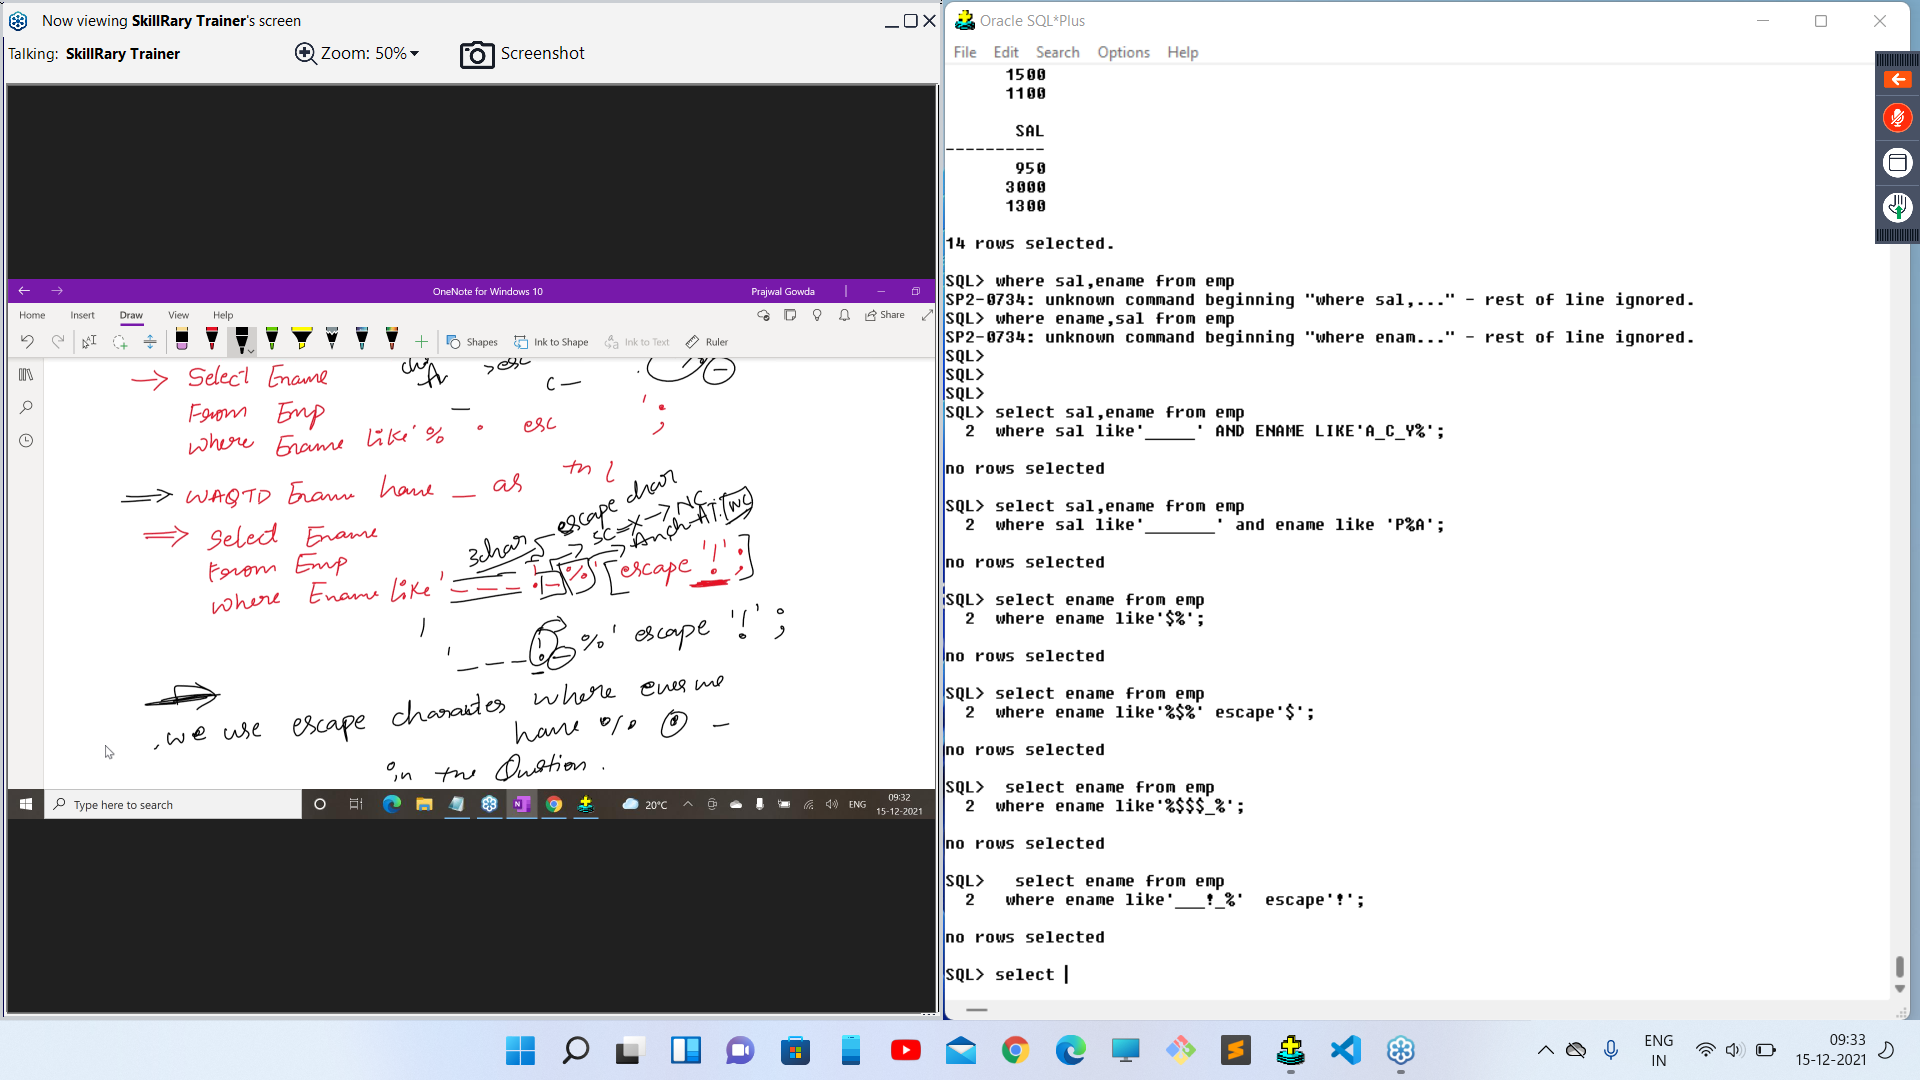 Now viewing SkillRary Trainer's screen
Talking: SkillRary Trainer
Zoom: 50%
Screenshot
OneNote for Windows 10
Prajwal Gowda
Home Insert Draw View Help
Share
Shapes
Ink to Shape
Ink to Text
Ruler
char
> esc
c _
→ Select Ename
From Emp
where Ename like '% esc ';
⇒ WAQTD Ename have _ as
⇒ Select Ename
From Emp
where Ename like '_ _ _ !_%' [escape '!';]
3char
escape char
'_ _ _ !_ %' escape '!' ;
we use escape character where ename
have % _
in the Question.
Type here to search
20°C
ENG
09:32
15-12-2021
Oracle SQL*Plus
File Edit Search Options Help
1500
1100
SAL
----------
950
3000
1300
14 rows selected.
SQL> where sal,ename from emp
SP2-0734: unknown command beginning "where sal,..." - rest of line ignored.
SQL> where ename,sal from emp
SP2-0734: unknown command beginning "where enam..." - rest of line ignored.
SQL>
SQL>
SQL>
SQL> select sal,ename from emp
2 where sal like'_____' AND ENAME LIKE'A_C_Y%';
no rows selected
SQL> select sal,ename from emp
2 where sal like'_______' and ename like 'P%A';
no rows selected
SQL> select ename from emp
2 where ename like'$%';
no rows selected
SQL> select ename from emp
2 where ename like'%$%' escape'$';
no rows selected
SQL> select ename from emp
2 where ename like'%$$$_%';
no rows selected
SQL> select ename from emp
2 where ename like'___!_%' escape'!';
no rows selected
SQL> select
ENG
IN
09:33
15-12-2021